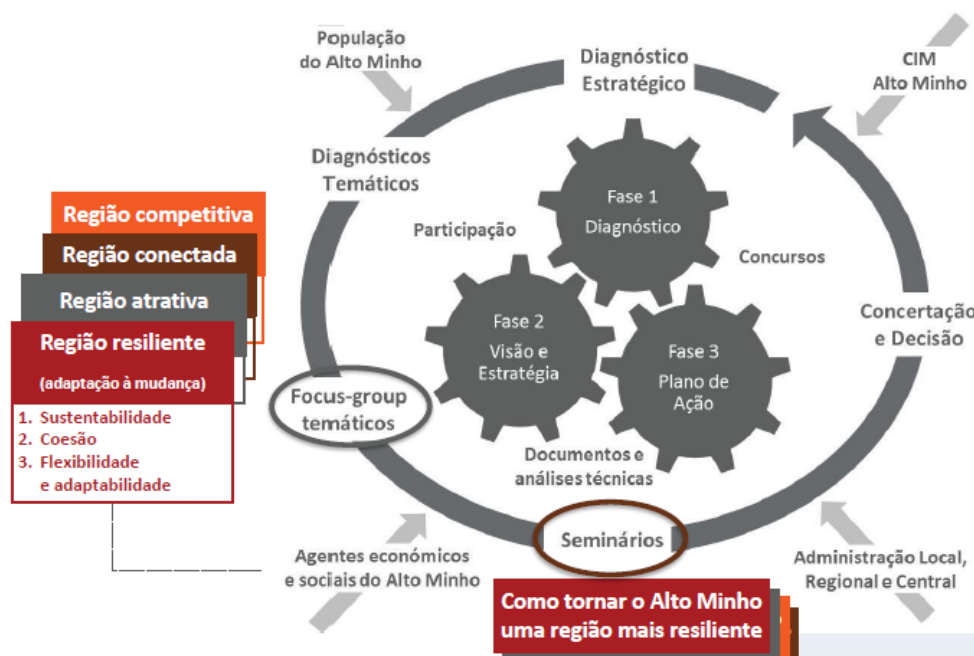 População
do Alto Minho
Diagnóstico
Estratégico
CIM
Alto Minho
Diagnósticos
Temáticos
Fase 1
Diagnóstico
Participação
Concursos
Região competitiva
Região conectada
Região atrativa
Região resiliente
(adaptação à mudança)
1. Sustentabilidade
2. Coesão
3. Flexibilidade
e adaptabilidade
Fase 2
Visão e
Estratégia
Fase 3
Plano de
Ação
Concertação
e Decisão
Focus-group
temáticos
Documentos e
análises técnicas
Seminários
Agentes económicos
e sociais do Alto Minho
Administração Local,
Regional e Central
Como tornar o Alto Minho
uma região mais resiliente